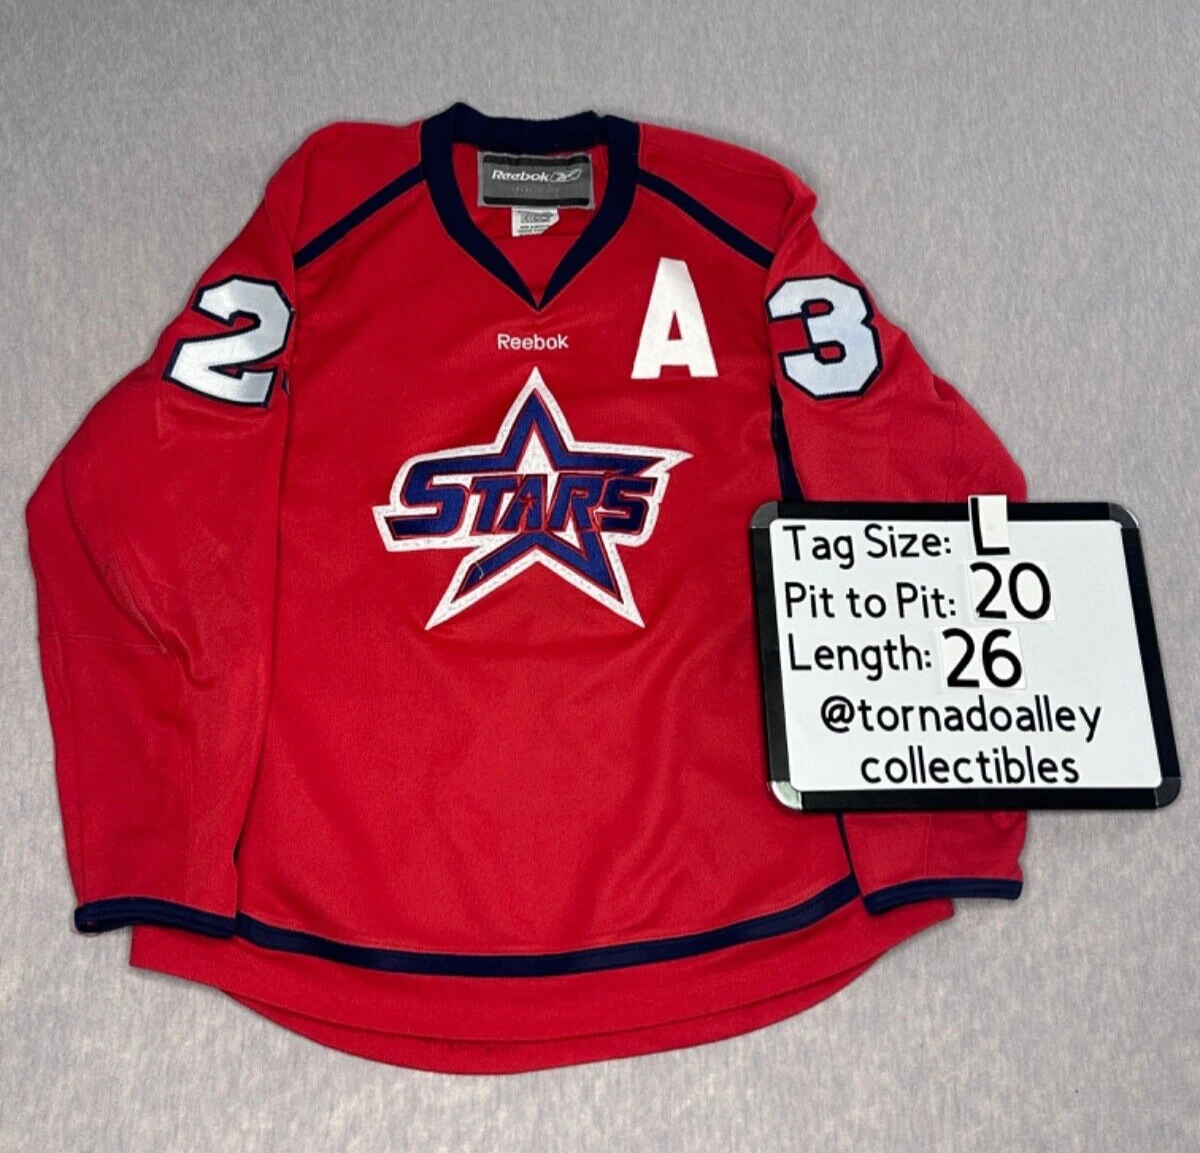 Reebok
2
3
A
Reebok
STARS
Tag Size: L
Pit to Pit: 20
Length: 26
@tornadoalley
collectibles